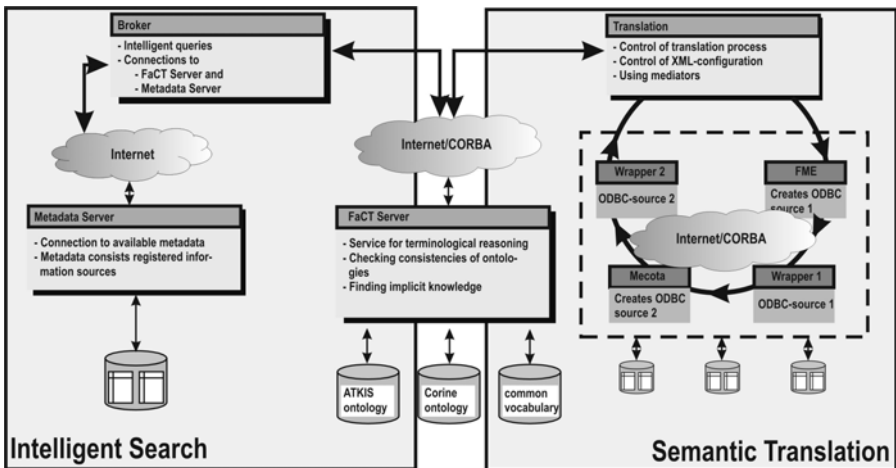 Broker
- Intelligent queries
- Connections to
- FaCT Server and
- Metadata Server
Internet
Metadata Server
- Connection to available metadata
- Metadata consists registered infor-
mation sources
Intelligent Search
Internet/CORBA
FaCT Server
- Service for terminological reasoning
- Checking consistencies of ontolo-
gies
- Finding implicit knowledge
ATKIS
ontology
Corine
ontology
common
vocabulary
Translation
- Control of translation process
- Control of XML-configuration
- Using mediators
Wrapper 2
ODBC-source 2
FME
Creates ODBC
source 1
Internet/CORBA
Mecota
Creates ODBC
source 2
Wrapper 1
ODBC-source 1
Semantic Translation